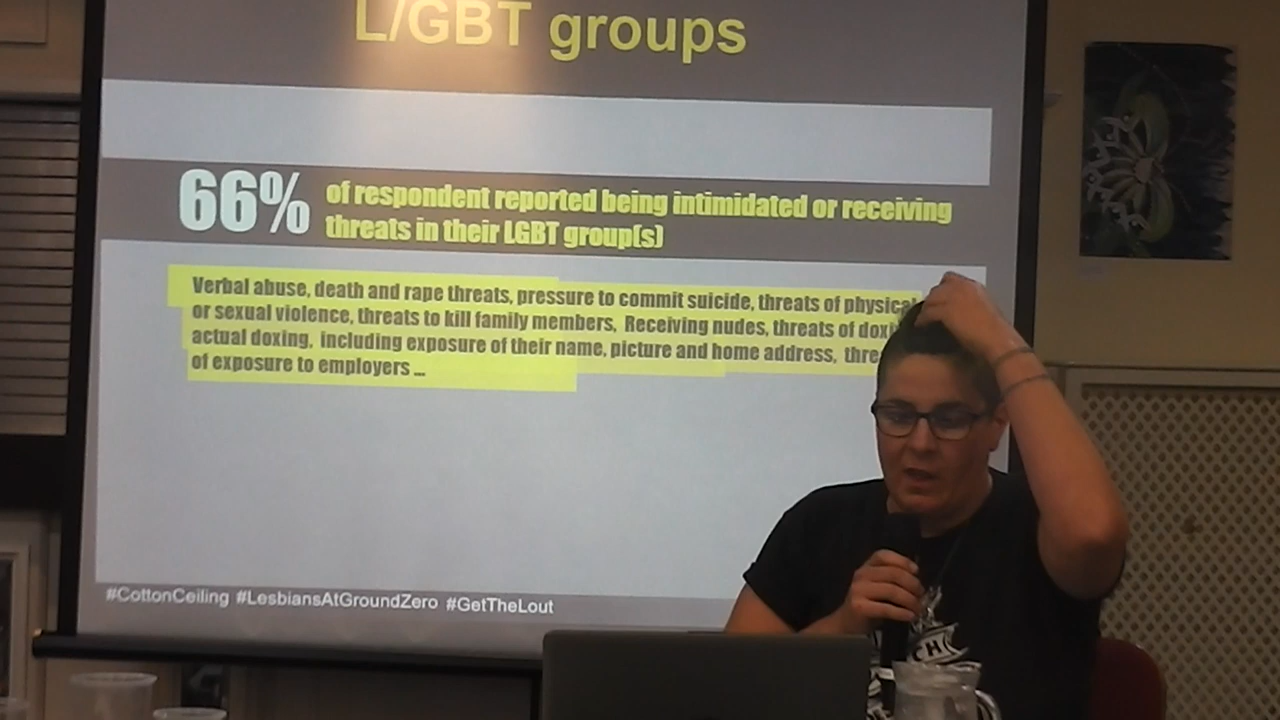 L/GBT groups
66% of respondent reported being intimidated or receiving
threats in their LGBT group(s)
Verbal abuse, death and rape threats, pressure to commit suicide, threats of physical
or sexual violence, threats to kill family members, Receiving nudes, threats of
actual doxing, including exposure of their name, picture and home address,
of exposure to employers ...
#CottonCeiling #LesbiansAtGroundZero #GetTheLout